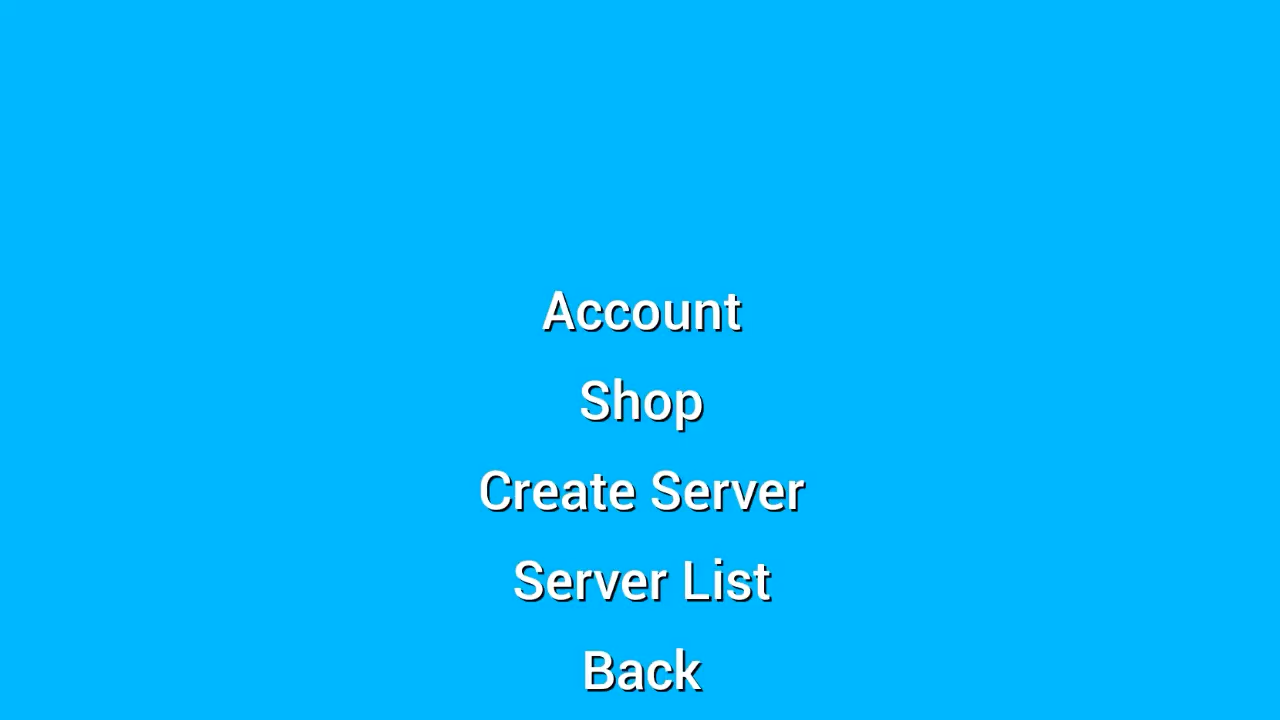 Account
Shop
Create Server
Server List
Back